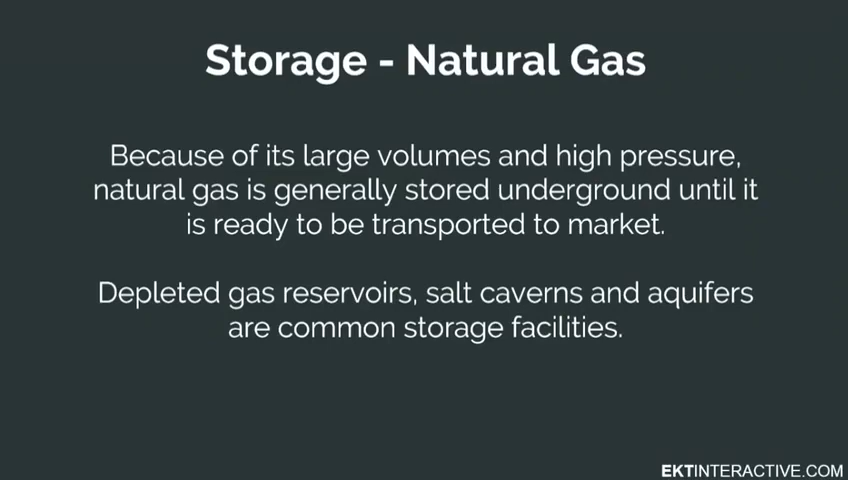 Storage - Natural Gas
Because of its large volumes and high pressure,
natural gas is generally stored underground until it
is ready to be transported to market.
Depleted gas reservoirs, salt caverns and aquifers
are common storage facilities.
EKTINTERACTIVE.COM